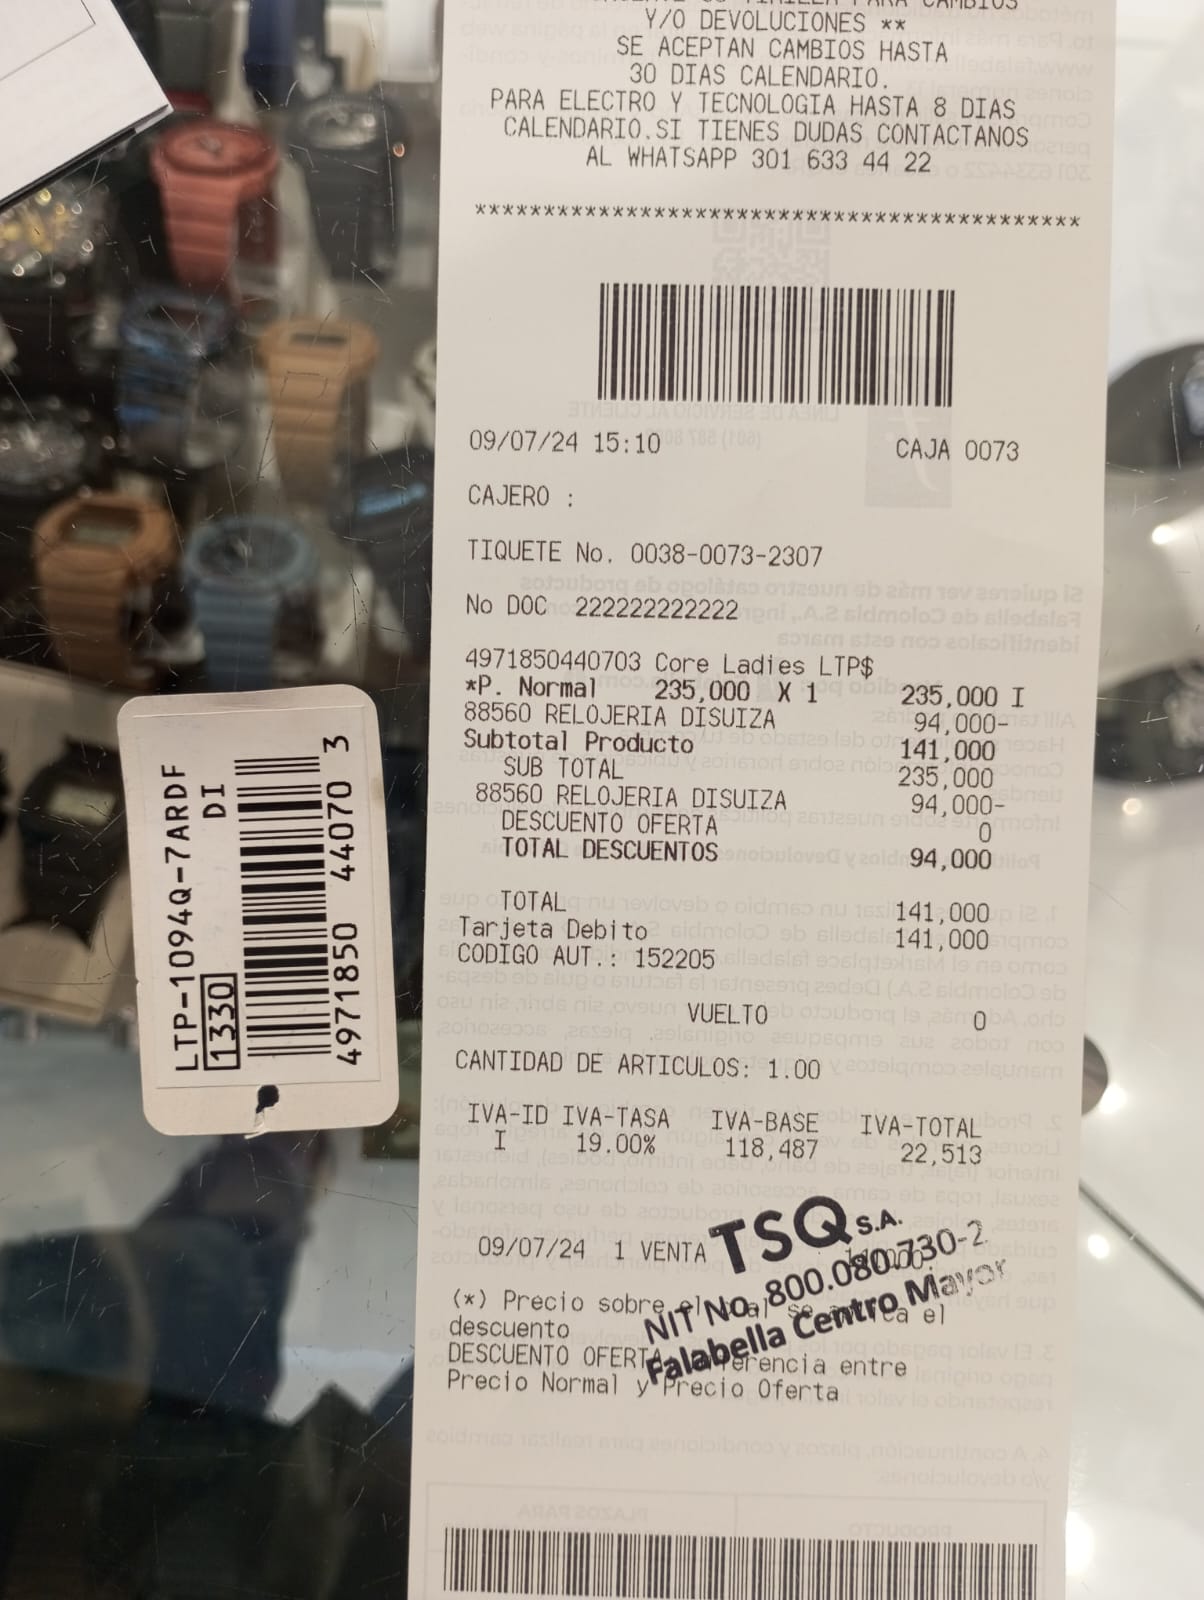 PARA CAMBIOS
Y/O DEVOLUCIONES **
SE ACEPTAN CAMBIOS HASTA
30 DIAS CALENDARIO.
PARA ELECTRO Y TECNOLOGIA HASTA 8 DIAS
CALENDARIO.SI TIENES DUDAS CONTACTANOS
AL WHATSAPP 301 633 44 22
********************************************
09/07/24 15:10 CAJA 0073
CAJERO :
TIQUETE No. 0038-0073-2307
No DOC 222222222222
4971850440703 Core Ladies LTP$
*P. Normal 235,000 X 1 235,000 I
88560 RELOJERIA DISUIZA 94,000-
Subtotal Producto 141,000
SUB TOTAL 235,000
88560 RELOJERIA DISUIZA 94,000-
DESCUENTO OFERTA 0
TOTAL DESCUENTOS 94,000
TOTAL 141,000
Tarjeta Debito 141,000
CODIGO AUT.: 152205
VUELTO 0
CANTIDAD DE ARTICULOS: 1.00
IVA-ID IVA-TASA IVA-BASE IVA-TOTAL
I 19.00% 118,487 22,513
09/07/24 1 VENTA
TSQ S.A.
NIT No. 800.080.730-2
Falabella Centro Mayor
(*) Precio sobre el se el
descuento
DESCUENTO OFERTA entre
Precio Normal y Precio Oferta
LTP-1094Q-7ARDF
DI
1330
4971850 44070 3